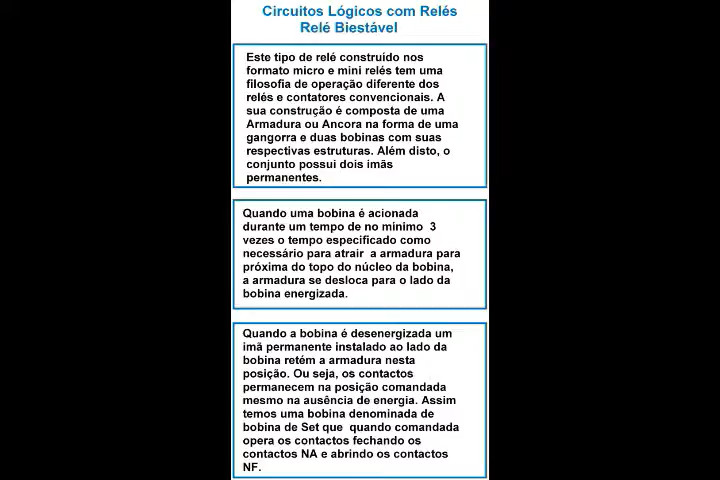 Circuitos Lógicos com Relés
Relé Biestável
Este tipo de relé construído nos
formato micro e mini relés tem uma
filosofia de operação diferente dos
relés e contatores convencionais. A
sua construção é composta de uma
Armadura ou Ancora na forma de uma
gangorra e duas bobinas com suas
respectivas estruturas. Além disto, o
conjunto possui dois imãs
permanentes.
Quando uma bobina é acionada
durante um tempo de no mínimo 3
vezes o tempo especificado como
necessário para atrair a armadura para
próxima do topo do núcleo da bobina,
a armadura se desloca para o lado da
bobina energizada.
Quando a bobina é desenergizada um
imã permanente instalado ao lado da
bobina retém a armadura nesta
posição. Ou seja, os contactos
permanecem na posição comandada
mesmo na ausência de energia. Assim
temos uma bobina denominada de
bobina de Set que quando comandada
opera os contactos fechando os
contactos NA e abrindo os contactos
NF.